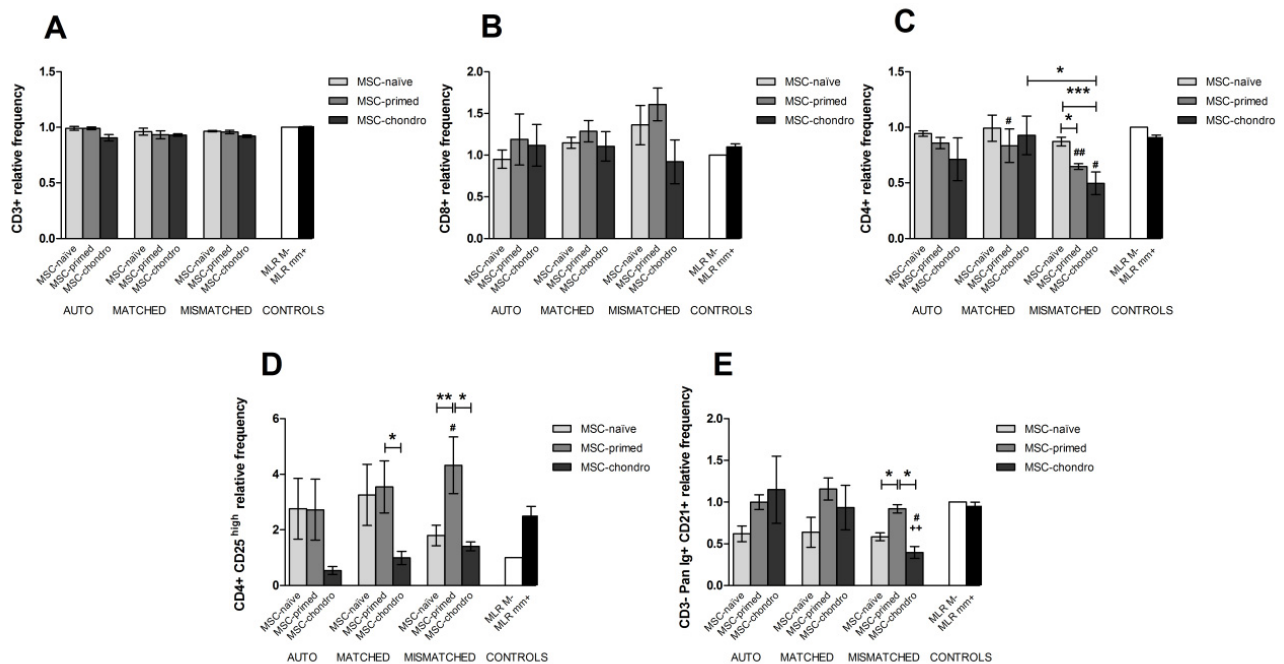 A
CD3+ relative frequency
1.5
1.0
0.5
0.0
MSC-naïve
MSC-primed
MSC-chondro
MSC-naïve
MSC-primed
MSC-chondro
MSC-naïve
MSC-primed
MSC-chondro
MSC-naïve
MSC-primed
MSC-chondro
MLR M-
MLR mm+
AUTO MATCHED MISMATCHED CONTROLS
B
CD8+ relative frequency
2.0
1.5
1.0
0.5
0.0
MSC-naïve
MSC-primed
MSC-chondro
MSC-naïve
MSC-primed
MSC-chondro
MSC-naïve
MSC-primed
MSC-chondro
MSC-naïve
MSC-primed
MSC-chondro
MLR M-
MLR mm+
AUTO MATCHED MISMATCHED CONTROLS
C
CD4+ relative frequency
1.5
1.0
0.5
0.0
*
***
*
#
##
#
MSC-naïve
MSC-primed
MSC-chondro
MSC-naïve
MSC-primed
MSC-chondro
MSC-naïve
MSC-primed
MSC-chondro
MSC-naïve
MSC-primed
MSC-chondro
MLR M-
MLR mm+
AUTO MATCHED MISMATCHED CONTROLS
D
CD4+ CD25 high relative frequency
6
4
2
0
** *
#
*
MSC-naïve
MSC-primed
MSC-chondro
MSC-naïve
MSC-primed
MSC-chondro
MSC-naïve
MSC-primed
MSC-chondro
MSC-naïve
MSC-primed
MSC-chondro
MLR M-
MLR mm+
AUTO MATCHED MISMATCHED CONTROLS
E
CD3- Pan Ig+ CD21+ relative frequency
2.0
1.5
1.0
0.5
0.0
* *
#
++
MSC-naïve
MSC-primed
MSC-chondro
MSC-naïve
MSC-primed
MSC-chondro
MSC-naïve
MSC-primed
MSC-chondro
MSC-naïve
MSC-primed
MSC-chondro
MLR M-
MLR mm+
AUTO MATCHED MISMATCHED CONTROLS